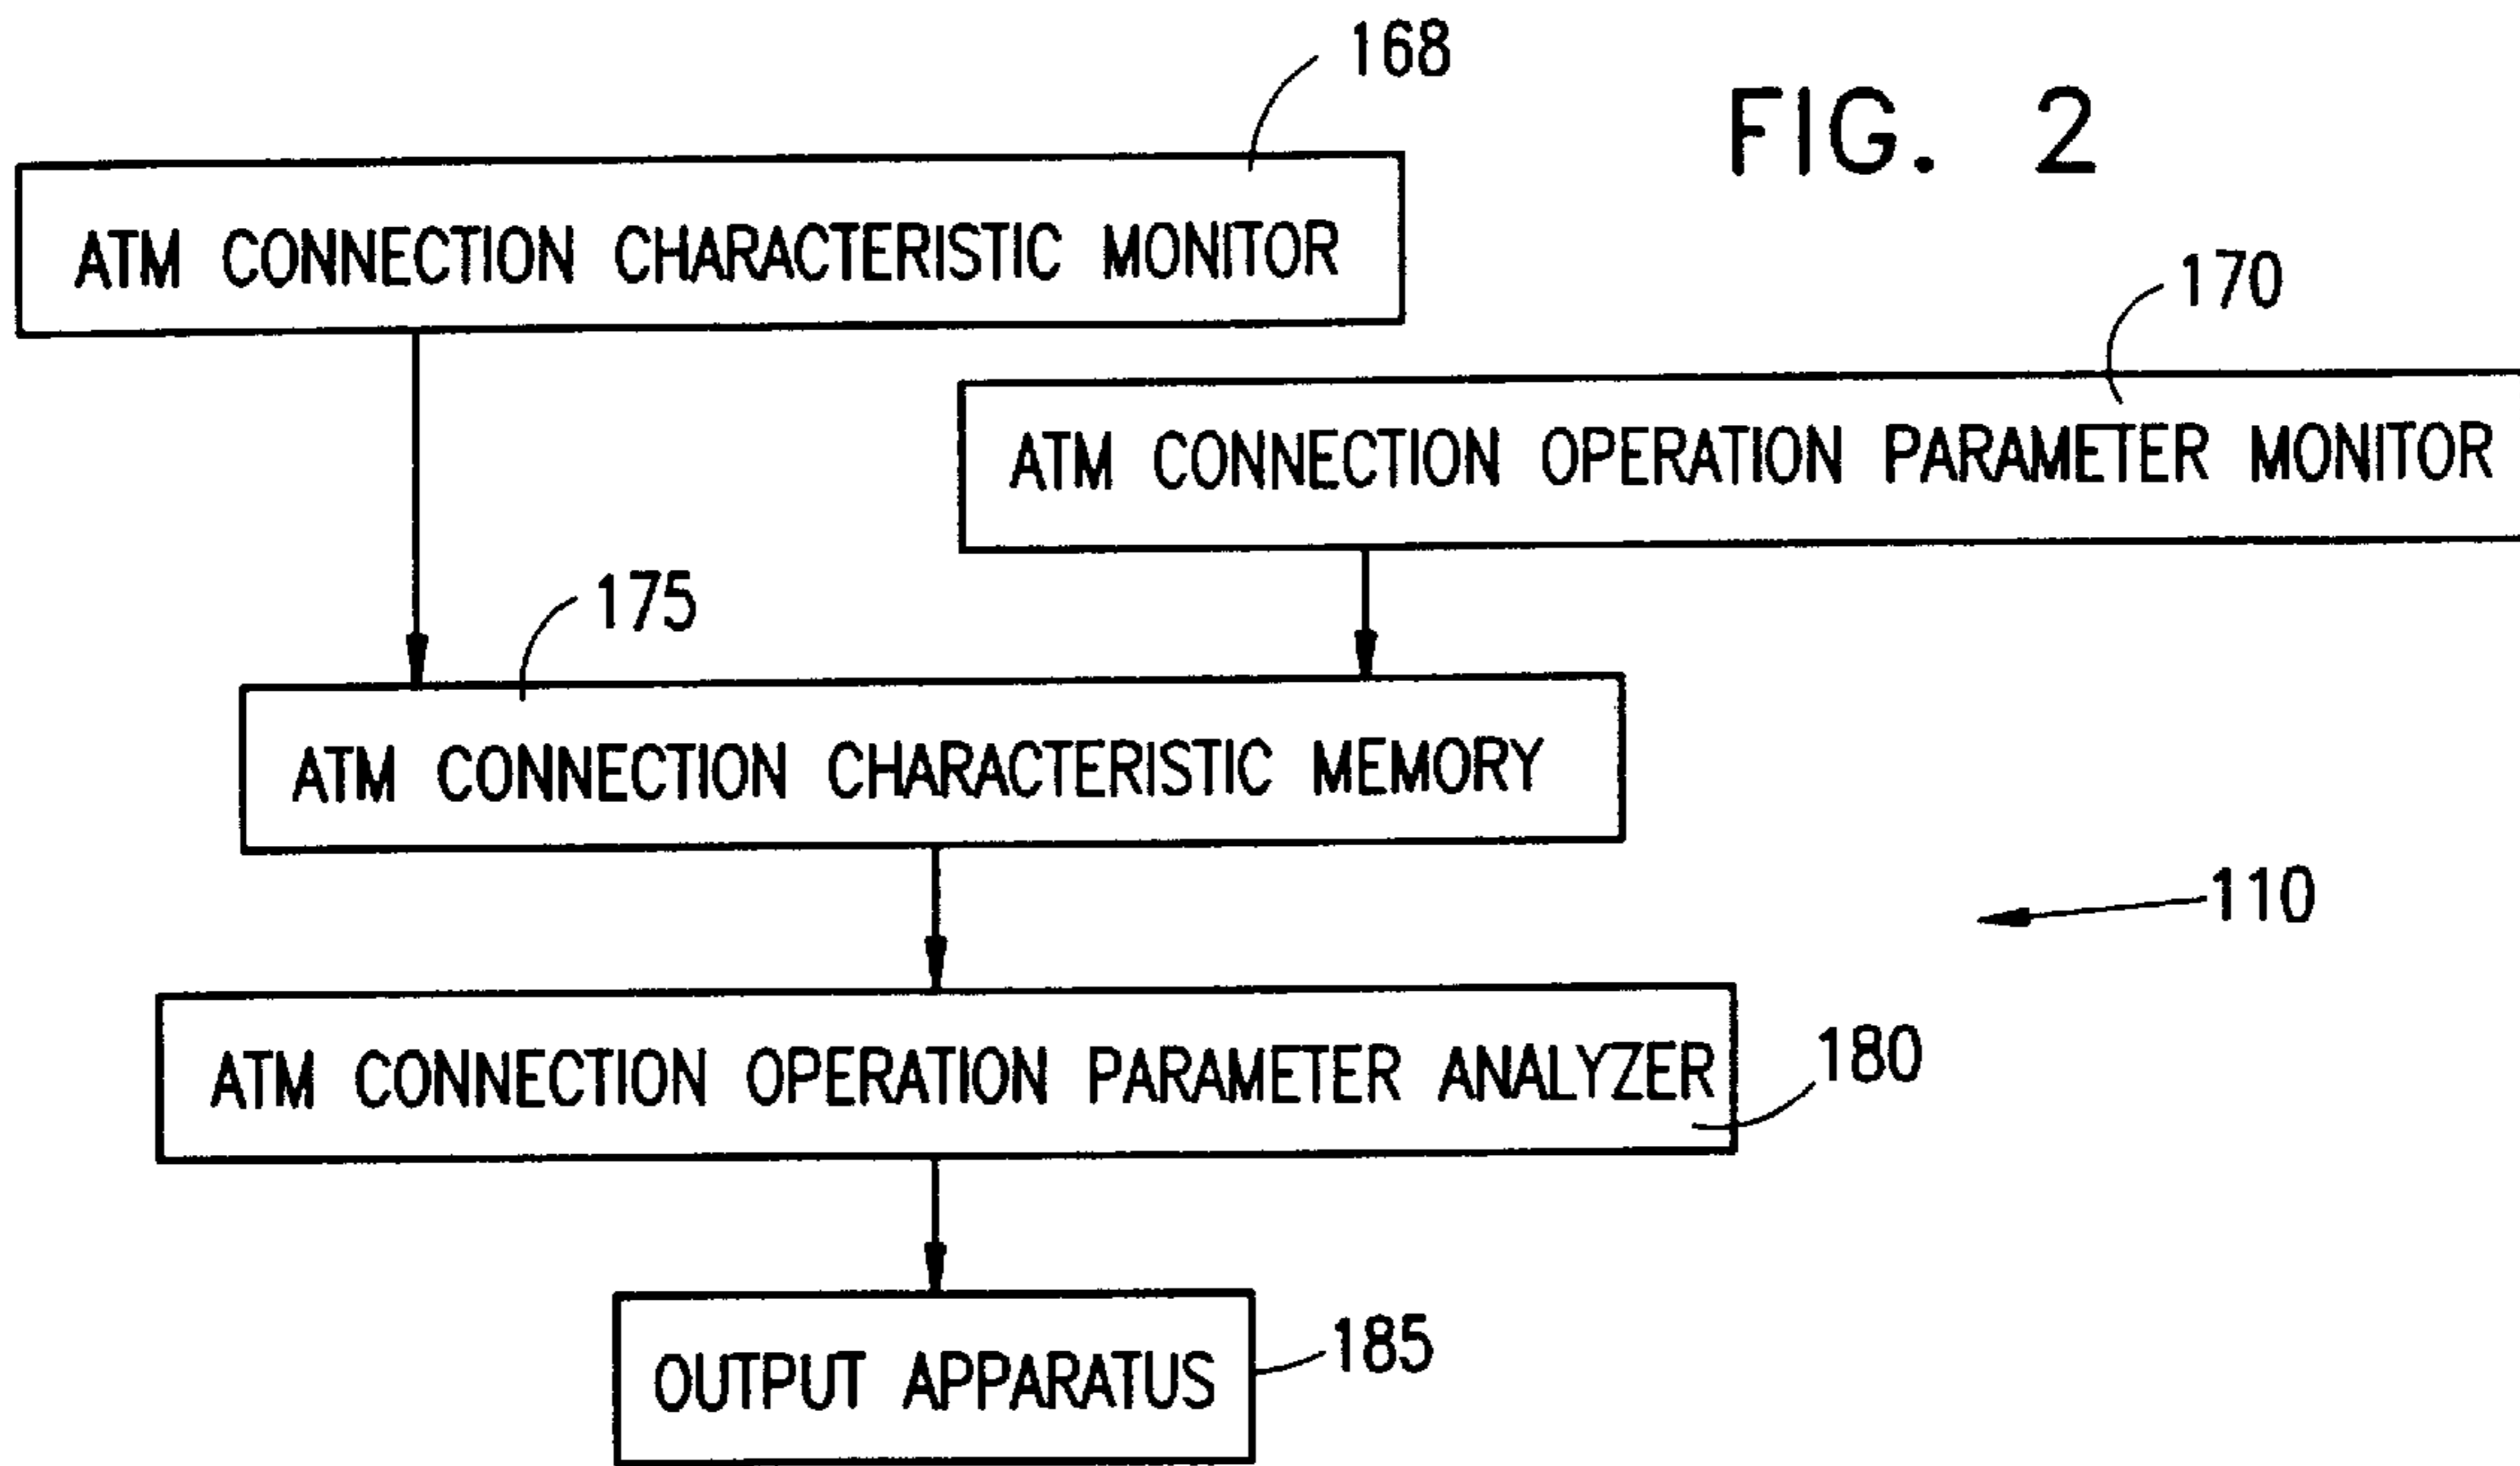 168
FIG. 2
ATM CONNECTION CHARACTERISTIC MONITOR
170
ATM CONNECTION OPERATION PARAMETER MONITOR
175
ATM CONNECTION CHARACTERISTIC MEMORY
110
ATM CONNECTION OPERATION PARAMETER ANALYZER
180
OUTPUT APPARATUS
185